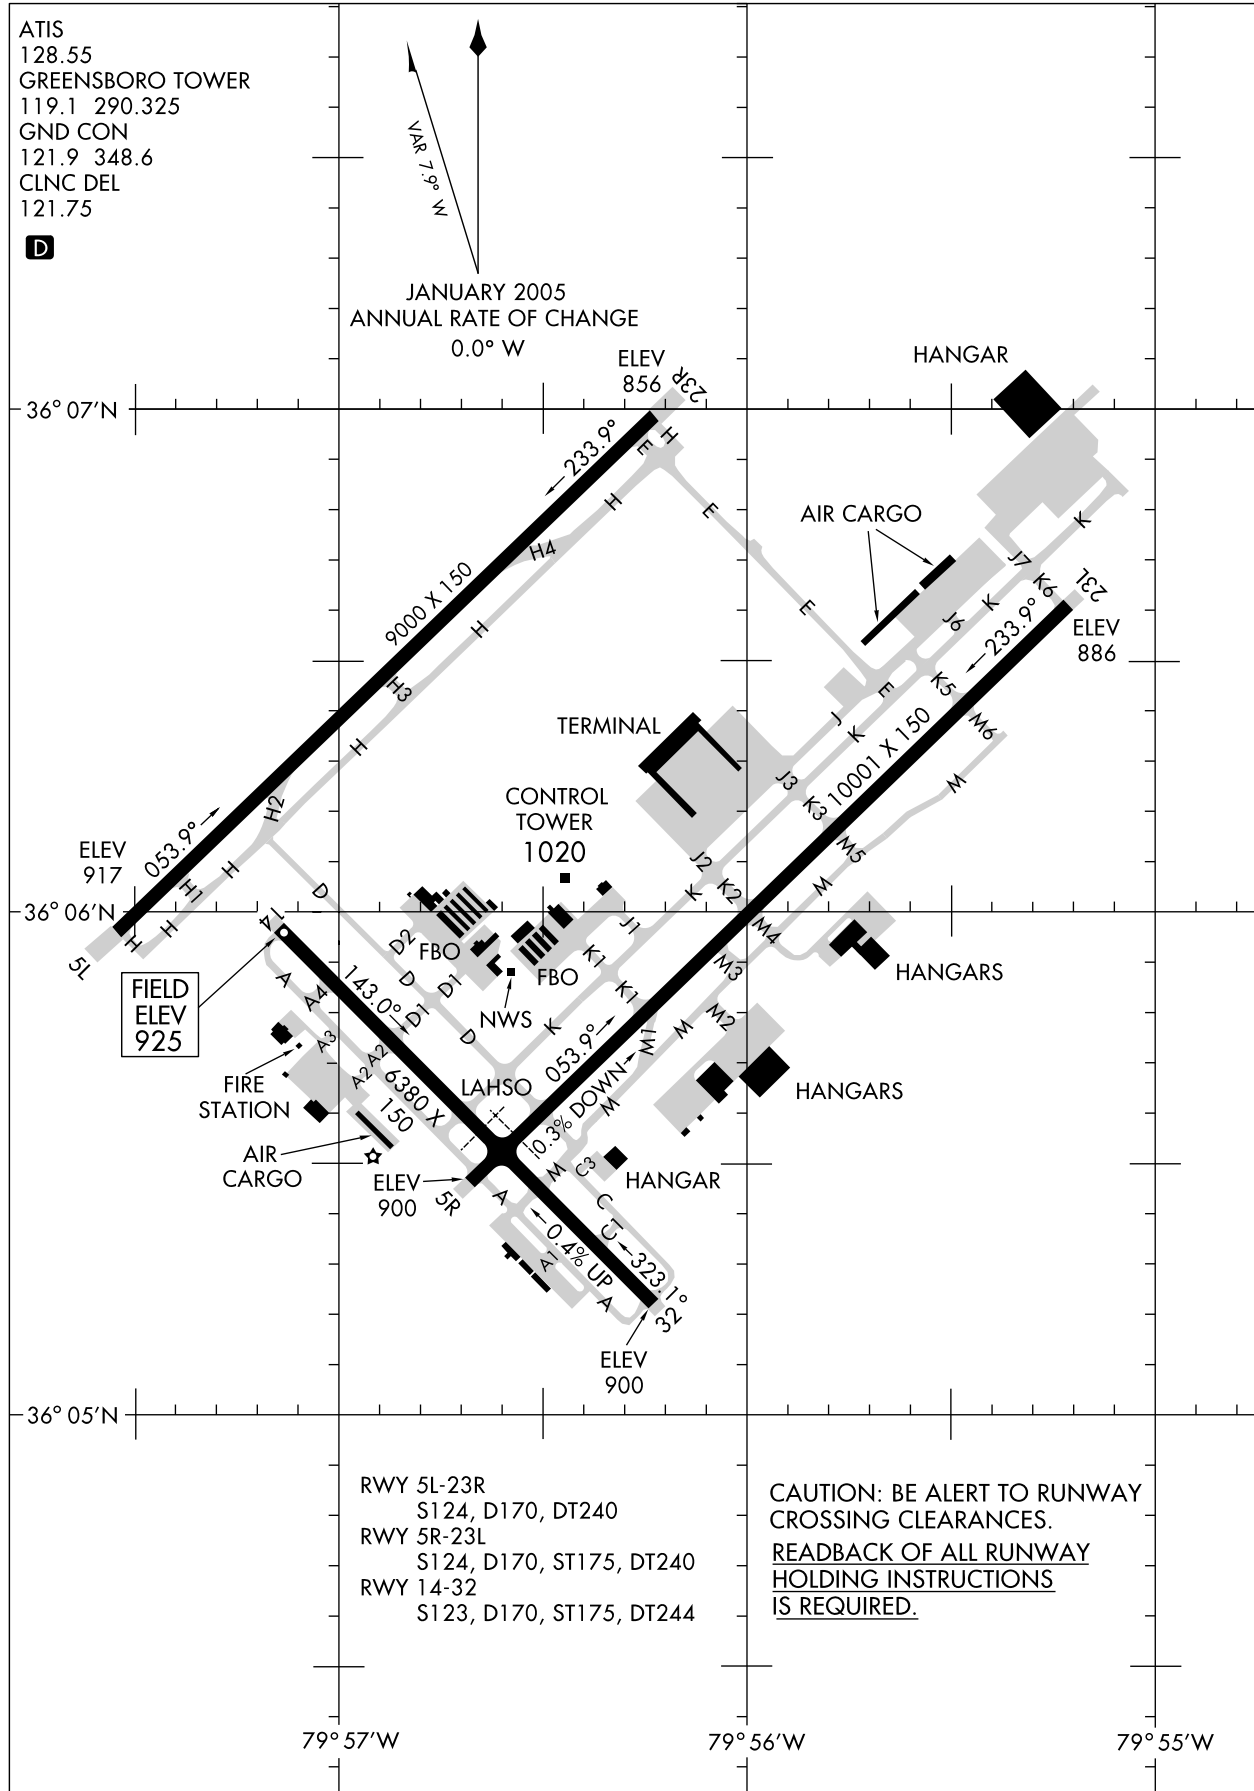 ATIS
128.55
GREENSBORO TOWER
119.1 290.325
GND CON
121.9 348.6
CLNC DEL
121.75
D
VAR 7.9° W
JANUARY 2005
ANNUAL RATE OF CHANGE
0.0° W
ELEV
856
23R
HANGAR
36° 07'N
233.9°
H
E
H
E
AIR CARGO
K
H4
J7
K9
23L
9000 X 150
E
K
J6
233.9°
ELEV
886
H
H3
E
K5
M6
H
J
K
TERMINAL
10001 X 150
J3
K3
M
H2
CONTROL
TOWER
1020
053.9°
ELEV
917
M5
J2
H
H1
D
K
K2
M
36° 06'N
14
H
H
5L
D2
FBO
J1
M4
FBO
K1
M3
HANGARS
FIELD
ELEV
925
A
A4
143.0°
D
D1
D1
NWS
K1
M2
A3
D
K
M
M1
A2
A2
053.9°
FIRE
STATION
6380 X
150
LAHSO
0.3% DOWN
M
HANGARS
AIR
CARGO
ELEV
900
5R
A
M
C3
HANGAR
C
C1
0.4% UP
A1
323.1°
A
32
ELEV
900
36° 05'N
RWY 5L-23R
S124, D170, DT240
RWY 5R-23L
S124, D170, ST175, DT240
RWY 14-32
S123, D170, ST175, DT244
CAUTION: BE ALERT TO RUNWAY
CROSSING CLEARANCES.
READBACK OF ALL RUNWAY
HOLDING INSTRUCTIONS
IS REQUIRED.
79°57'W
79°56'W
79°55'W